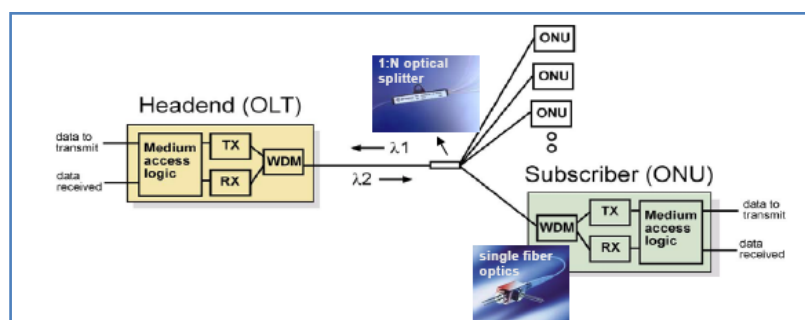 1:N optical
splitter
ONU
ONU
ONU
Headend (OLT)
data to
transmit
data
received
Medium
access
logic
TX
RX
WDM
λ1
λ2
Subscriber (ONU)
WDM
TX
RX
Medium
access
logic
data to
transmit
data
received
single fiber
optics